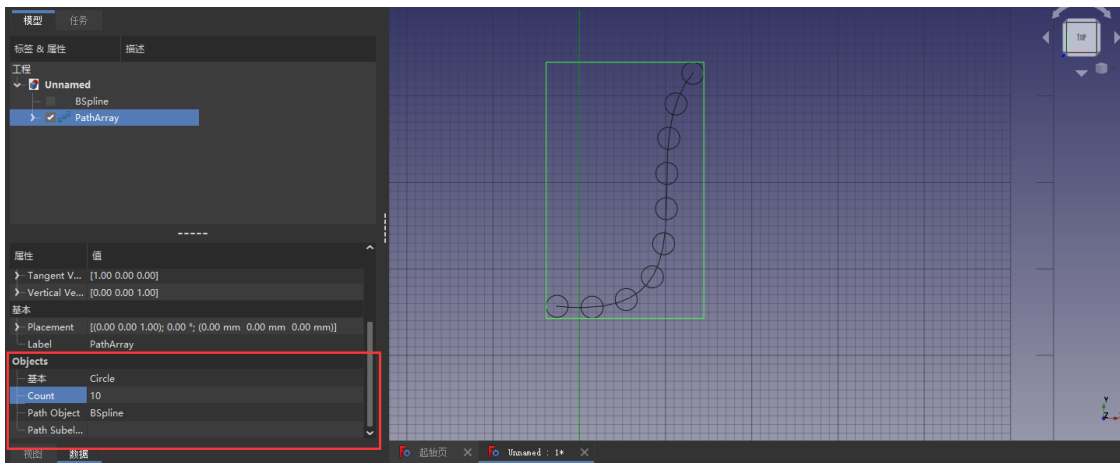 模型 任务
标签 & 属性 描述
工程
Unnamed
BSpline
PathArray
属性 值
Tangent V... [1.00 0.00 0.00]
Vertical Ve... [0.00 0.00 1.00]
基本
Placement [(0.00 0.00 1.00); 0.00 °; (0.00 mm 0.00 mm 0.00 mm)]
Label PathArray
Objects
基本 Circle
Count 10
Path Object BSpline
Path Subel...
视图 数据
TOP
Y
Z
起始页 Unnamed : 1*